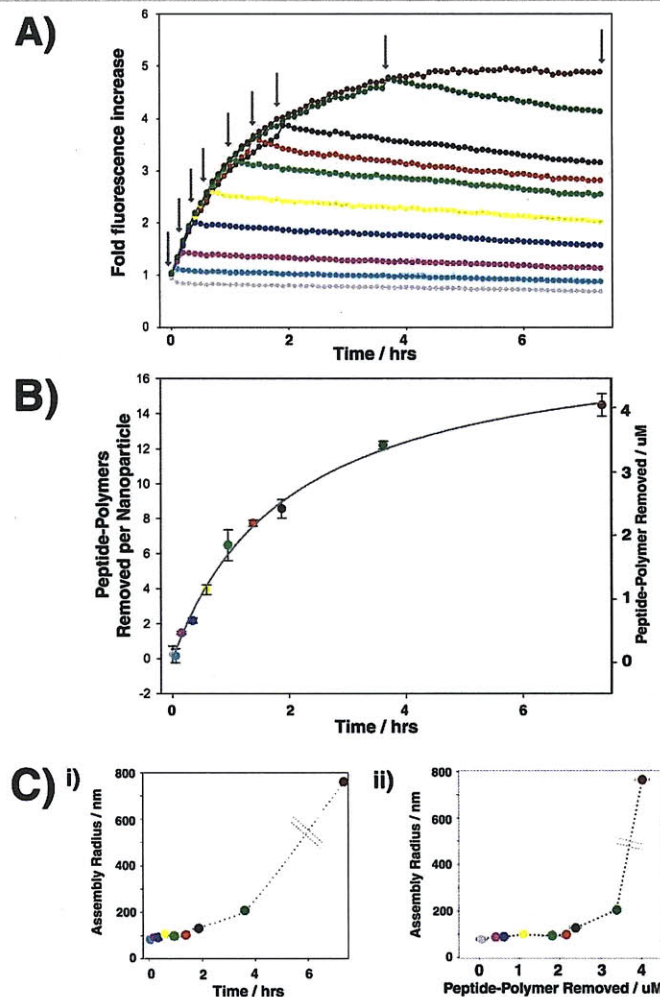 A)
Fold fluorescence increase
6
5
4
3
2
1
0
0 2 4 6
Time / hrs
B)
Peptide-Polymers
Removed per Nanoparticle
16
14
12
10
8
6
4
2
0
-2
0 2 4 6
Time / hrs
4
3
2
1
0
Peptide-Polymer Removed / uM
C) i)
Assembly Radius / nm
800
600
400
200
0
0 2 4 6
Time / hrs
ii)
Assembly Radius / nm
800
600
400
200
0
0 1 2 3 4
Peptide-Polymer Removed / uM